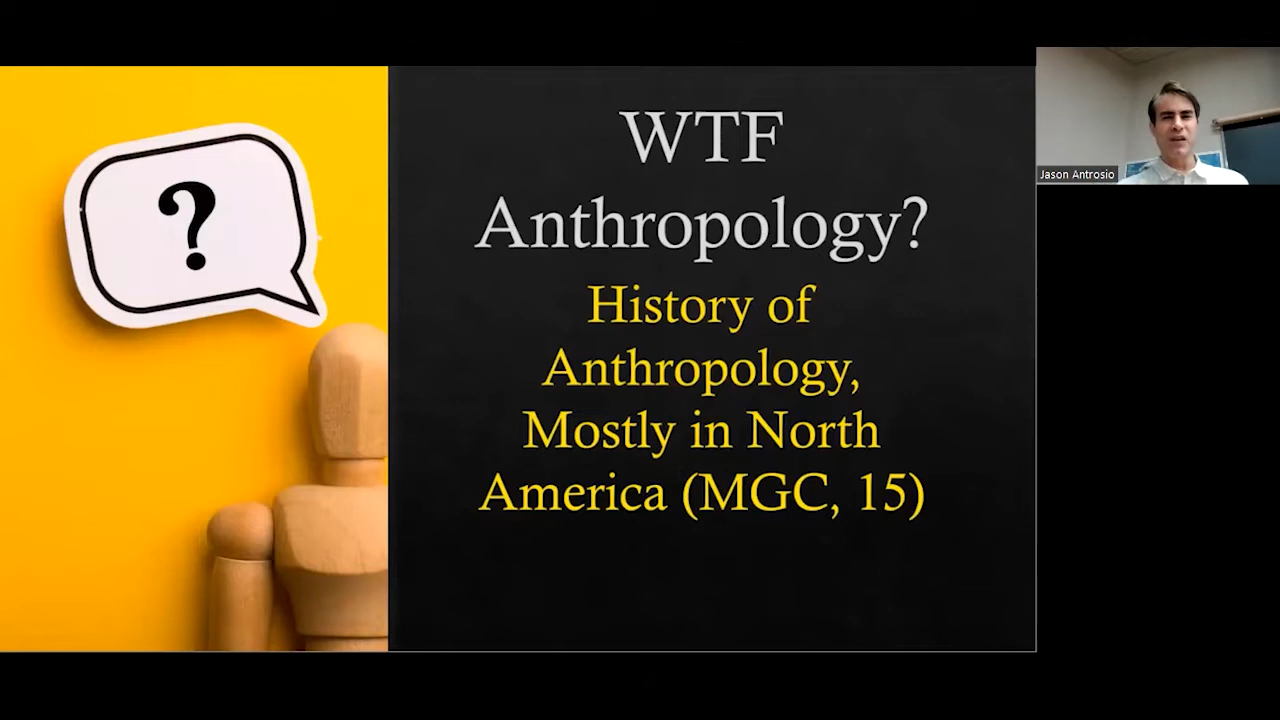 ?
WTF
Anthropology?
History of
Anthropology,
Mostly in North
America (MGC, 15)
Jason Antrosio